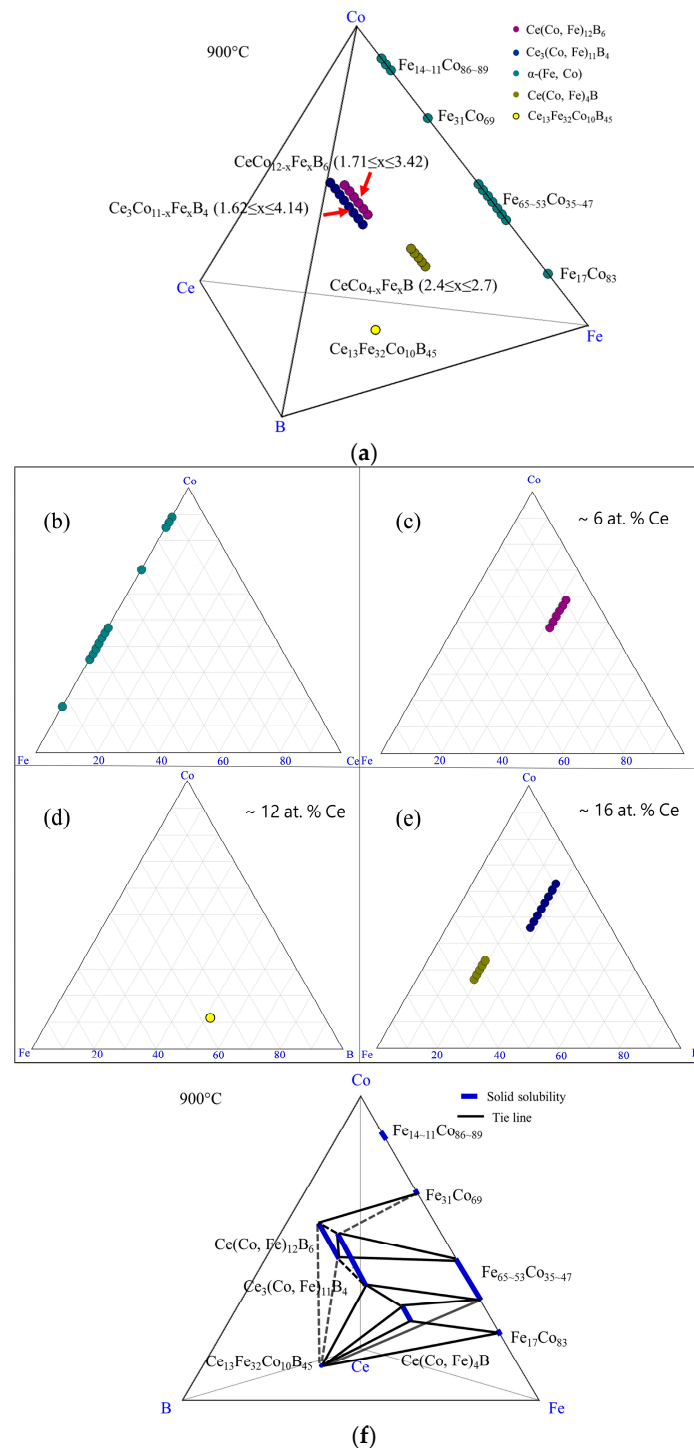 Co
900°C
Ce(Co, Fe)12B6
Ce3(Co, Fe)11B4
α-(Fe, Co)
Ce(Co, Fe)4B
Ce13Fe32Co10B45
Fe14~11Co86~89
Fe31Co69
CeCo12-xFexB6 (1.71≤x≤3.42)
Ce3Co11-xFexB4 (1.62≤x≤4.14)
Fe65~53Co35~47
Fe17Co83
Ce
CeCo4-xFexB (2.4≤x≤2.7)
Fe
Ce13Fe32Co10B45
B
(a)
Co
(b)
Fe 20 40 60 80 Ce
Co
(c)
~ 6 at. % Ce
Fe 20 40 60 80
Co
(d)
~ 12 at. % Ce
Fe 20 40 60 80 B
Co
(e)
~ 16 at. % Ce
Fe 20 40 60 80
Co
900°C
Solid solubility
Tie line
Fe14~11Co86~89
Fe31Co69
Ce(Co, Fe)12B6
Fe65~53Co35~47
Ce3(Co, Fe)11B4
Fe17Co83
Ce13Fe32Co10B45
Ce
Ce(Co, Fe)4B
B
Fe
(f)